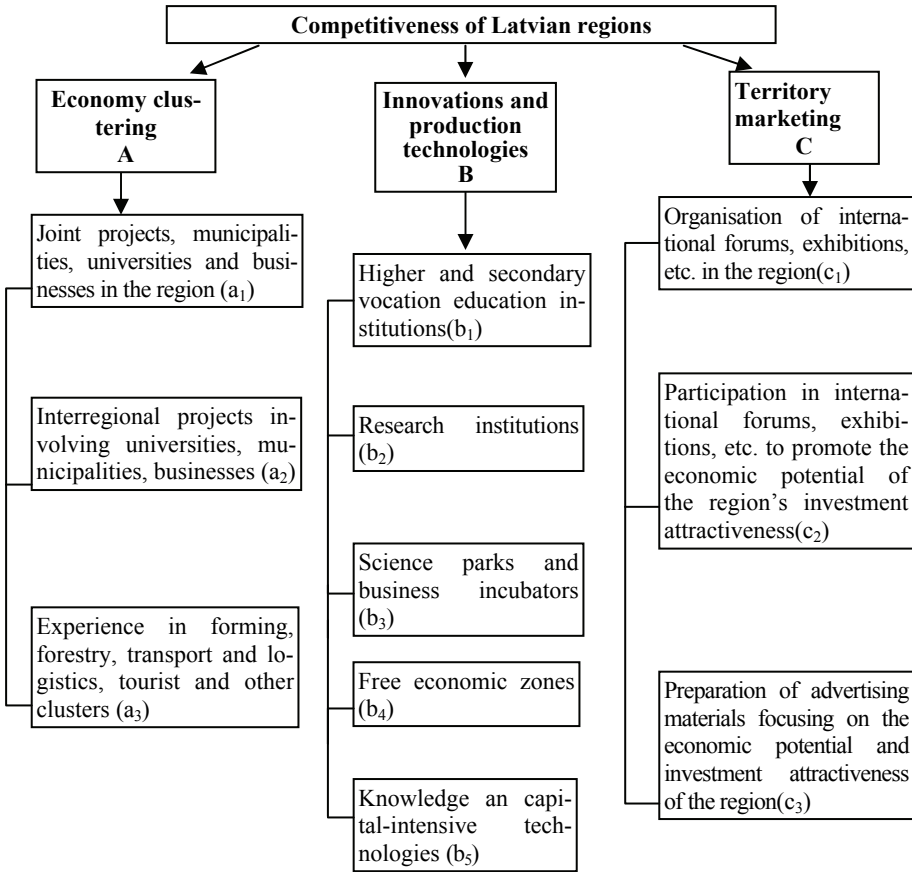 Competitiveness of Latvian regions
Economy clus-
tering
A
Innovations and
production
technologies
B
Territory
marketing
C
Joint projects, municipali-
ties, universities and busi-
nesses in the region (a₁)
Interregional projects in-
volving universities, mu-
nicipalities, businesses (a₂)
Experience in forming,
forestry, transport and lo-
gistics, tourist and other
clusters (a₃)
Higher and secondary
vocation education in-
stitutions(b₁)
Research institutions
(b₂)
Science parks and
business incubators
(b₃)
Free economic zones
(b₄)
Knowledge an capi-
tal-intensive tech-
nologies (b₅)
Organisation of interna-
tional forums, exhibitions,
etc. in the region(c₁)
Participation in interna-
tional forums, exhibi-
tions, etc. to promote the
economic potential of
the region’s investment
attractiveness(c₂)
Preparation of advertising
materials focusing on the
economic potential and
investment attractiveness
of the region(c₃)